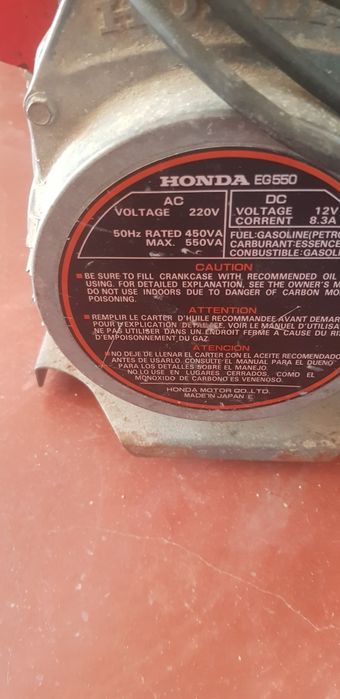 HONDA EG550
AC
VOLTAGE 220V
50Hz RATED 450VA
MAX. 550VA
DC
VOLTAGE 12V
CURRENT 8.3A
FUEL:GASOLINE(PETRO
CARBURANT:ESSENCE
CONBUSTIBLE:GASOLI
CAUTION
■BE SURE TO FILL CRANKCASE WITH RECOMMENDED OIL
USING. FOR DETAILED EXPLANATION, SEE THE OWNER'S M
DO NOT USE INDOORS DUE TO DANGER OF CARBON MO
POISONING.
ATTENTION
■REMPLIR LE CARTER D'HUILE RECOMMANDEE AVANT DEMAR
POUR EXPLICATION DETAILLEE, VOIR LE MANUEL D'UTILISA
NE PAS UTILISER DANS UN ENDROIT FERME A CAUSE DU RIS
D'EMPOISONNEMENT DU GAZ.
ATENCIÓN
■NO DEJE DE LLENAR EL CARTER CON EL ACEITE RECOMENDADO
ANTES DE USARLO. CONSULTE EL MANUAL PARA EL DUENO
PARA LOS DETALLES SOBRE EL MANEJO.
NO LO USE EN LUGARES CERRADOS, COMO EL
MONOXIDO DE CARBONO ES VENENOSO.
HONDA MOTOR CO.,LTD.
MADE IN JAPAN E